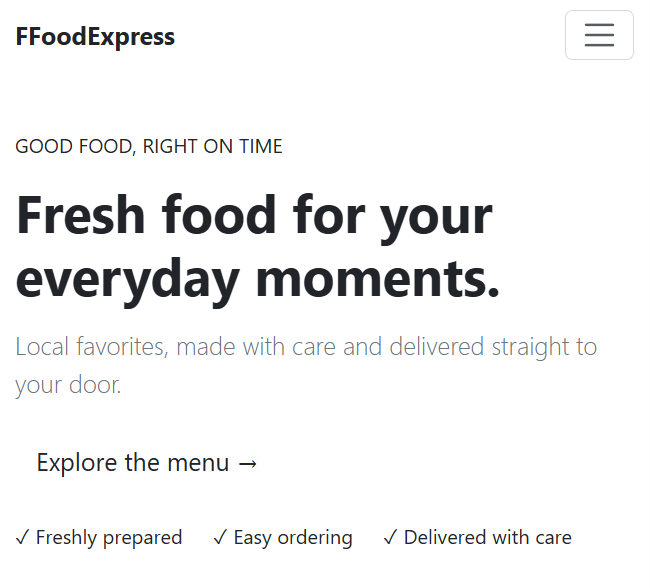 FFoodExpress
GOOD FOOD, RIGHT ON TIME
Fresh food for your
everyday moments.
Local favorites, made with care and delivered straight to
your door.
Explore the menu →
✓ Freshly prepared ✓ Easy ordering ✓ Delivered with care